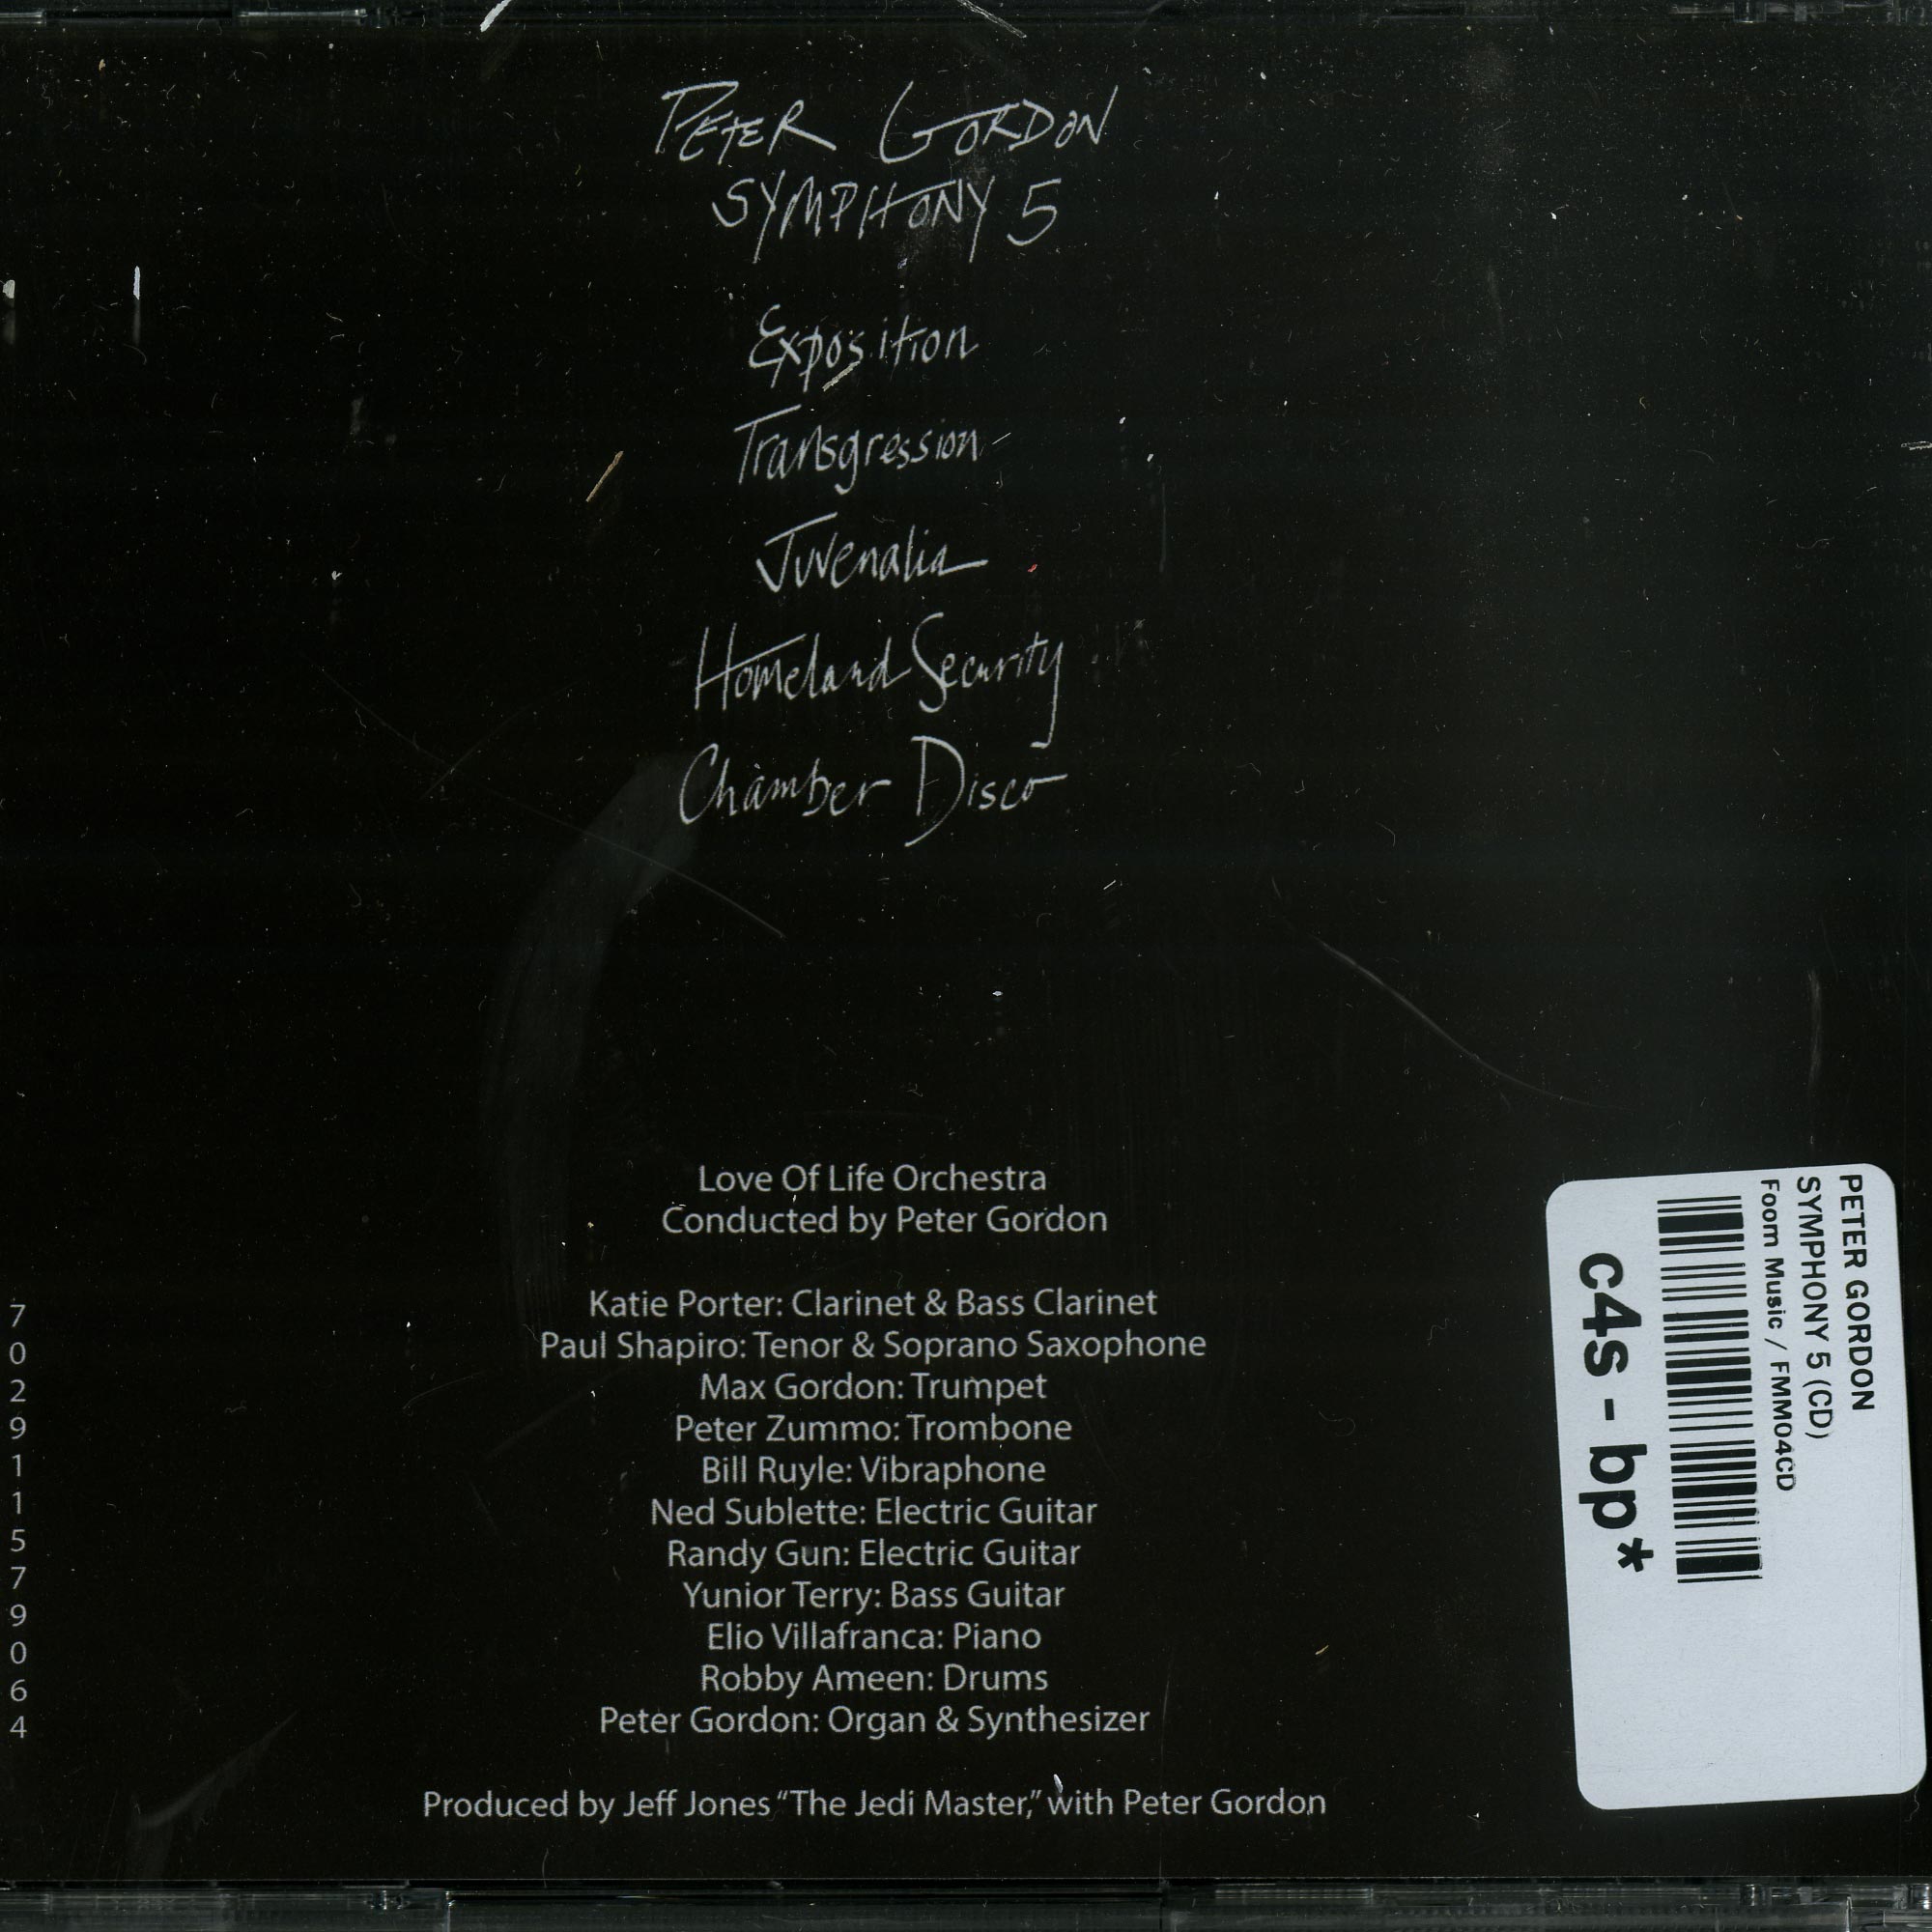 PETER GORDON
SYMPHONY 5
Exposition
Transgression
Juvenalia
Homeland Security
Chamber Disco
Love Of Life Orchestra
Conducted by Peter Gordon
Katie Porter: Clarinet & Bass Clarinet
Paul Shapiro: Tenor & Soprano Saxophone
Max Gordon: Trumpet
Peter Zummo: Trombone
Bill Ruyle: Vibraphone
Ned Sublette: Electric Guitar
Randy Gun: Electric Guitar
Yunior Terry: Bass Guitar
Elio Villafranca: Piano
Robby Ameen: Drums
Peter Gordon: Organ & Synthesizer
Produced by Jeff Jones “The Jedi Master,” with Peter Gordon
7
0
2
9
1
1
5
7
9
0
6
4
PETER GORDON
SYMPHONY 5 (CD)
Foom Music / FMM04CD
c4s - bp*